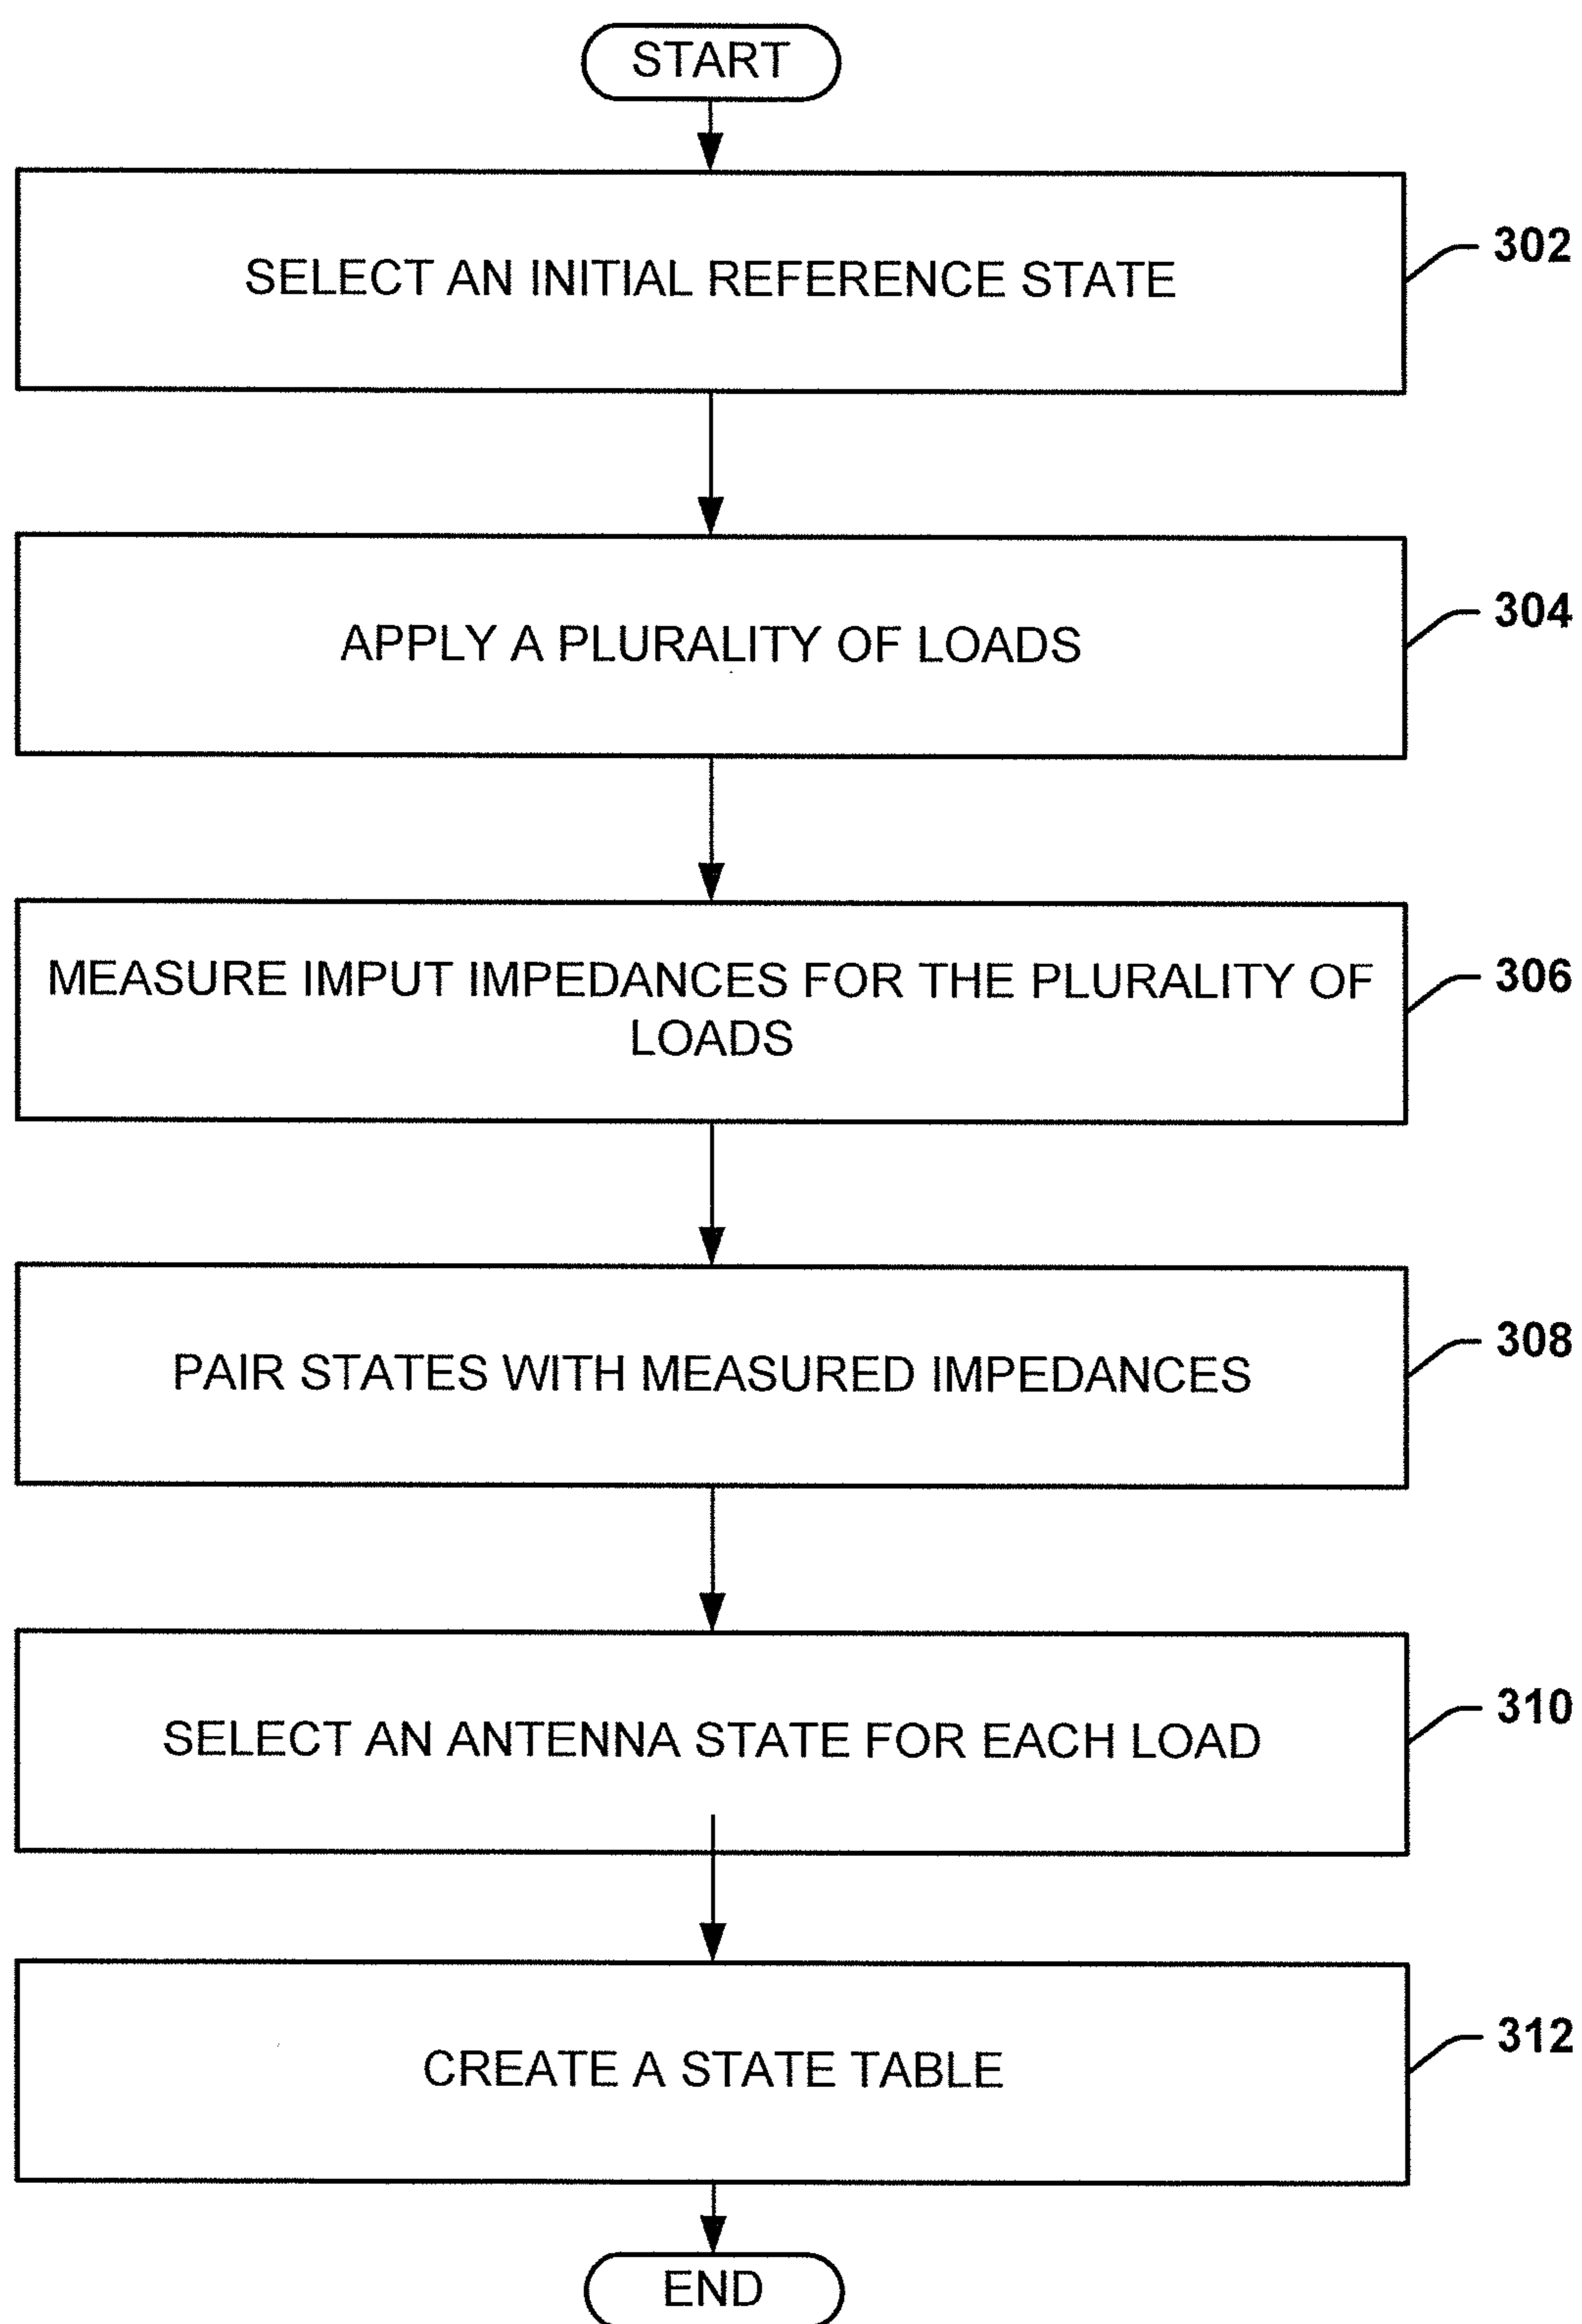 START
SELECT AN INITIAL REFERENCE STATE
302
APPLY A PLURALITY OF LOADS
304
MEASURE IMPUT IMPEDANCES FOR THE PLURALITY OF
LOADS
306
PAIR STATES WITH MEASURED IMPEDANCES
308
SELECT AN ANTENNA STATE FOR EACH LOAD
310
CREATE A STATE TABLE
312
END